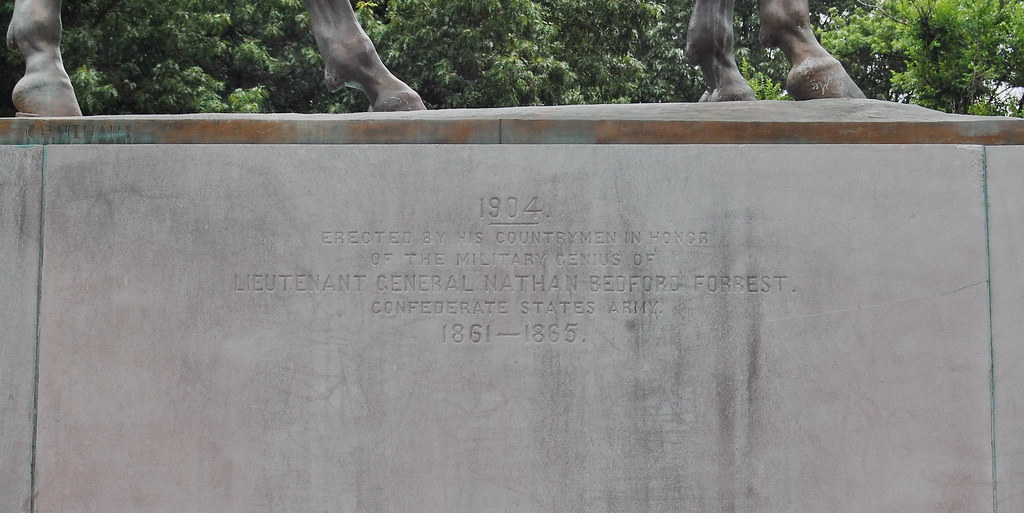 1904.
ERECTED BY HIS COUNTRYMEN IN HONOR
OF THE MILITARY GENIUS OF
LIEUTENANT GENERAL NATHAN BEDFORD FORREST.
CONFEDERATE STATES ARMY.
1861—1865.